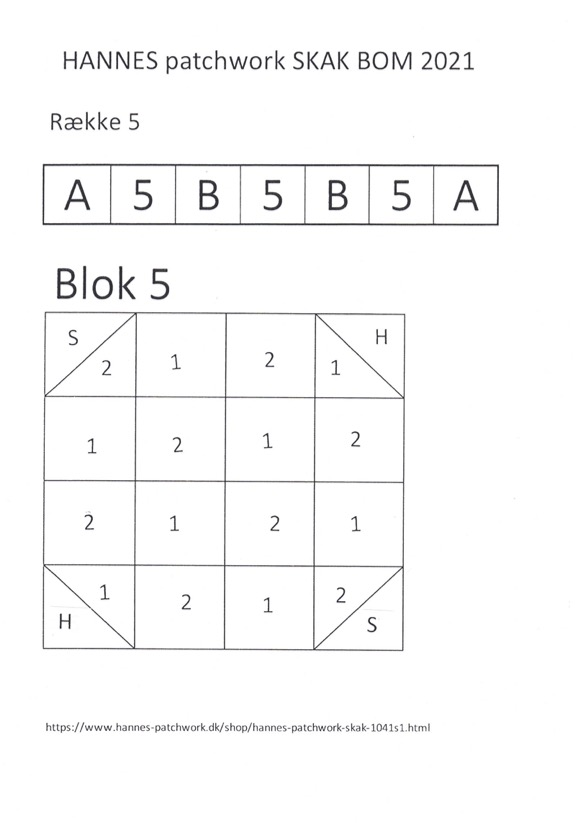 HANNES patchwork SKAK BOM 2021
Række 5
A 5 B 5 B 5 A
Blok 5
S 2 1 2 1 H
1 2 1 2
2 1 2 1
H 1 2 1 2 S
https://www.hannes-patchwork.dk/shop/hannes-patchwork-skak-1041s1.html